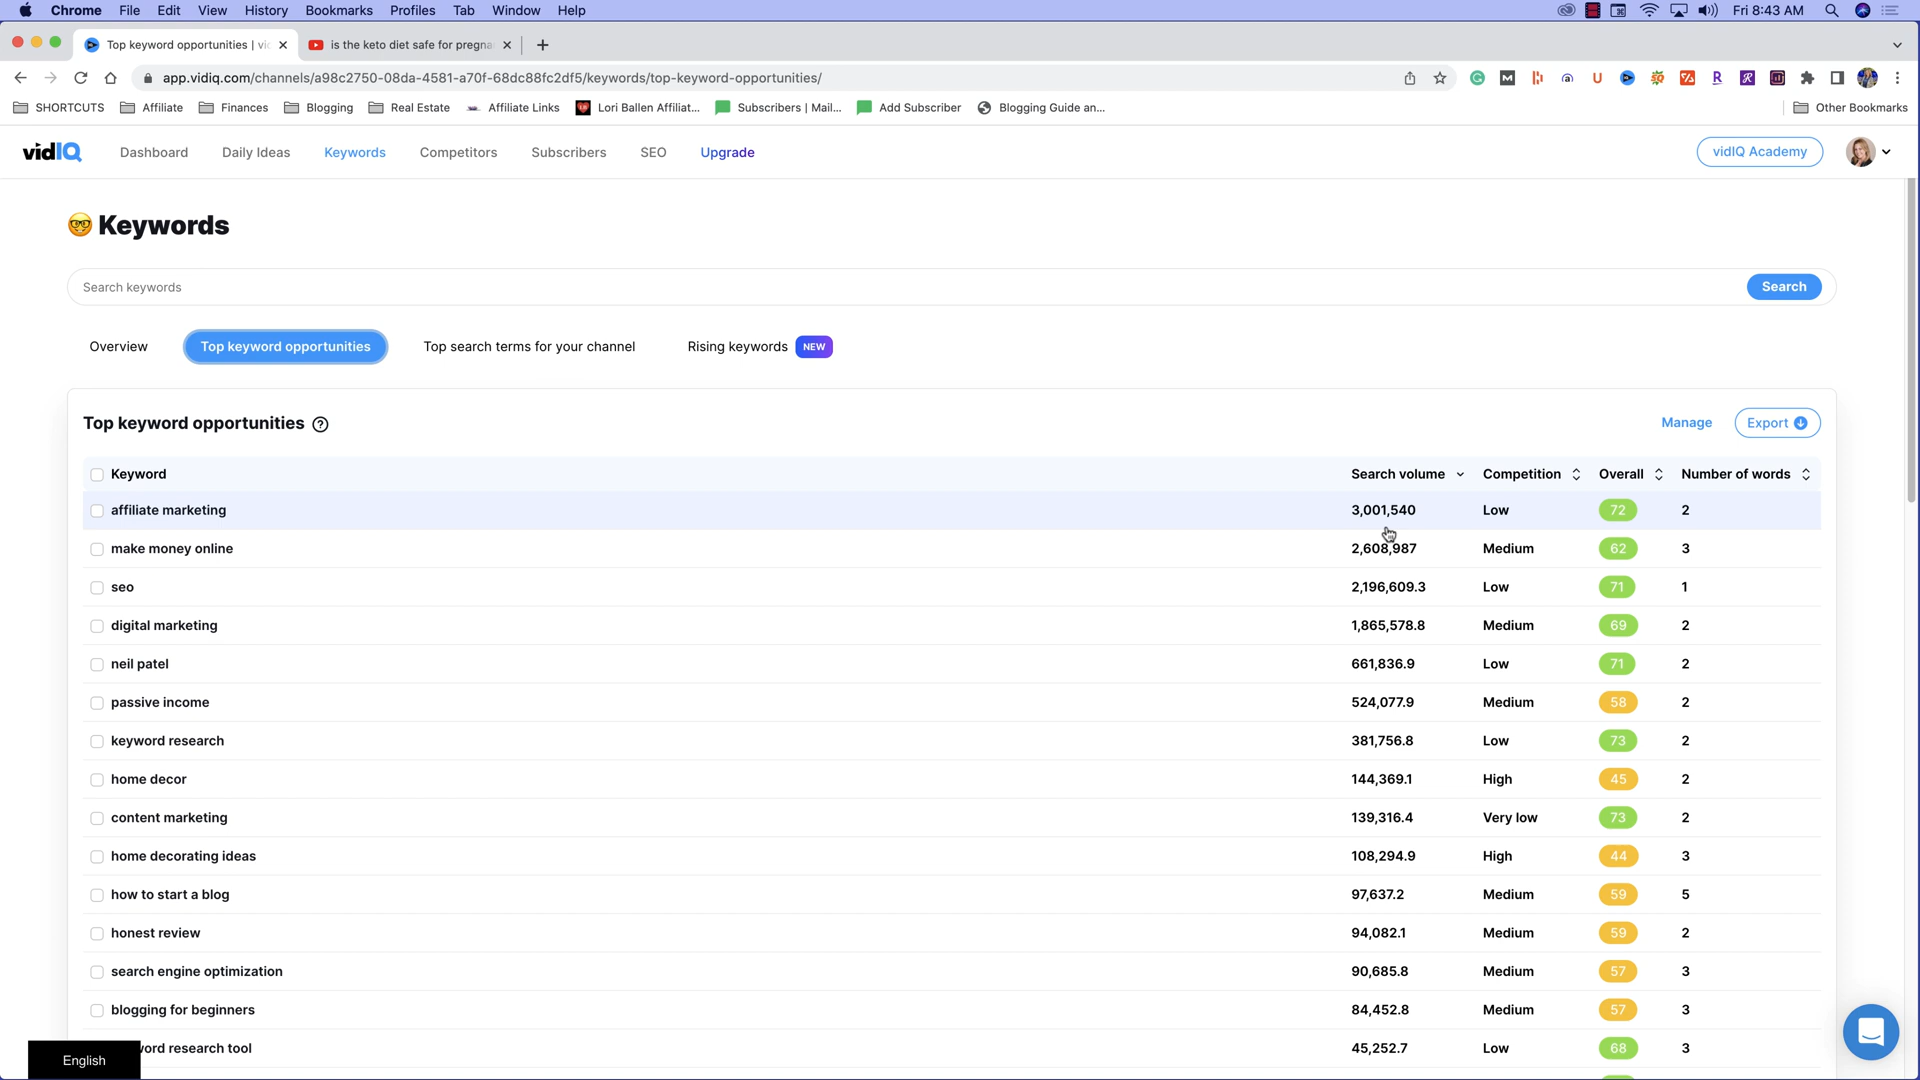 Chrome File Edit View History Bookmarks Profiles Tab Window Help Fri 8:43 AM
Top keyword opportunities | vi is the keto diet safe for pregna
app.vidiq.com/channels/a98c2750-08da-4581-a70f-68dc88fc2df5/keywords/top-keyword-opportunities/
SHORTCUTS Affiliate Finances Blogging Real Estate Affiliate Links Lori Ballen Affiliat... Subscribers | Mail... Add Subscriber Blogging Guide an... Other Bookmarks
vidIQ Dashboard Daily Ideas Keywords Competitors Subscribers SEO Upgrade vidIQ Academy
Keywords
Search keywords Search
Overview Top keyword opportunities Top search terms for your channel Rising keywords NEW
Top keyword opportunities ? Manage Export
Keyword Search volume Competition Overall Number of words
affiliate marketing 3,001,540 Low 72 2
make money online 2,608,987 Medium 62 3
seo 2,196,609.3 Low 71 1
digital marketing 1,865,578.8 Medium 69 2
neil patel 661,836.9 Low 71 2
passive income 524,077.9 Medium 58 2
keyword research 381,756.8 Low 73 2
home decor 144,369.1 High 45 2
content marketing 139,316.4 Very low 73 2
home decorating ideas 108,294.9 High 44 3
how to start a blog 97,637.2 Medium 59 5
honest review 94,082.1 Medium 59 2
search engine optimization 90,685.8 Medium 57 3
blogging for beginners 84,452.8 Medium 57 3
word research tool 45,252.7 Low 68 3
English